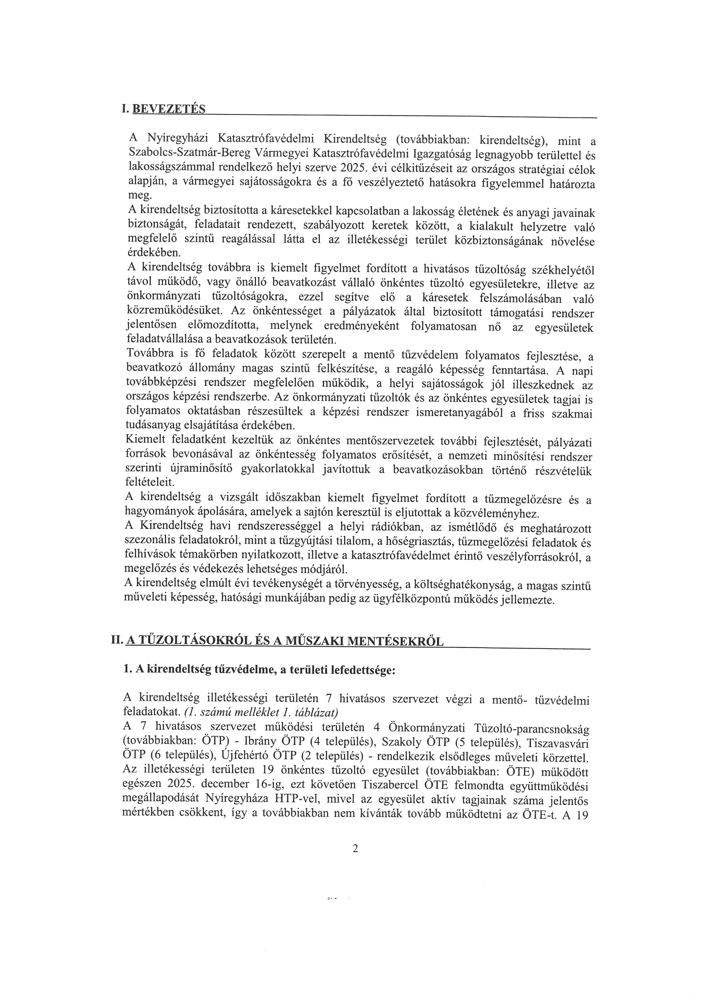 I. BEVEZETÉS
A Nyíregyházi Katasztrófavédelmi Kirendeltség (továbbiakban: kirendeltség), mint a
Szabolcs-Szatmár-Bereg Vármegyei Katasztrófavédelmi Igazgatóság legnagyobb területtel és
lakosságszámmal rendelkező helyi szerve 2025. évi célkitűzéseit az országos stratégiai célok
alapján, a vármegyei sajátosságokra és a fő veszélyeztető hatásokra figyelemmel határozta
meg.
A kirendeltség biztosította a káresetekkel kapcsolatban a lakosság életének és anyagi javainak
biztonságát, feladatait rendezett, szabályozott keretek között, a kialakult helyzetre való
megfelelő szintű reagálással látta el az illetékességi terület közbiztonságának növelése
érdekében.
A kirendeltség továbbra is kiemelt figyelmet fordított a hivatásos tűzoltóság székhelyétől
távol működő, vagy önálló beavatkozást vállaló önkéntes tűzoltó egyesületekre, illetve az
önkormányzati tűzoltóságokra, ezzel segítve elő a káresetek felszámolásában való
közreműködésüket. Az önkéntességet a pályázatok által biztosított támogatási rendszer
jelentősen előmozdította, melynek eredményeként folyamatosan nő az egyesületek
feladatvállalása a beavatkozások területén.
Továbbra is fő feladatok között szerepelt a mentő tűzvédelem folyamatos fejlesztése, a
beavatkozó állomány magas szintű felkészítése, a reagáló képesség fenntartása. A napi
továbbképzési rendszer megfelelően működik, a helyi sajátosságok jól illeszkednek az
országos képzési rendszerbe. Az önkormányzati tűzoltók és az önkéntes egyesületek tagjai is
folyamatos oktatásban részesültek a képzési rendszer ismeretanyagából a friss szakmai
tudásanyag elsajátítása érdekében.
Kiemelt feladatként kezeltük az önkéntes mentőszervezetek további fejlesztését, pályázati
források bevonásával az önkéntesség folyamatos erősítését, a nemzeti minősítési rendszer
szerinti újraminősítő gyakorlatokkal javítottuk a beavatkozásokban történő részvételük
feltételeit.
A kirendeltség a vizsgált időszakban kiemelt figyelmet fordított a tűzmegelőzésre és a
hagyományok ápolására, amelyek a sajtón keresztül is eljutottak a közvéleményhez.
A Kirendeltség havi rendszerességgel a helyi rádiókban, az ismétlődő és meghatározott
szezonális feladatokról, mint a tűzgyújtási tilalom, a hőségriasztás, tűzmegelőzési feladatok és
felhívások témakörben nyilatkozott, illetve a katasztrófavédelmet érintő veszélyforrásokról, a
megelőzés és védekezés lehetséges módjáról.
A kirendeltség elmúlt évi tevékenységét a törvényesség, a költséghatékonyság, a magas szintű
műveleti képesség, hatósági munkájában pedig az ügyfélközpontú működés jellemezte.
II. A TŰZOLTÁSOKRÓL ÉS A MŰSZAKI MENTÉSEKRŐL
1. A kirendeltség tűzvédelme, a területi lefedettsége:
A kirendeltség illetékességi területén 7 hivatásos szervezet végzi a mentő- tűzvédelmi
feladatokat. (1. számú melléklet 1. táblázat)
A 7 hivatásos szervezet működési területén 4 Önkormányzati Tűzoltó-parancsnokság
(továbbiakban: ÖTP) - Ibrány ÖTP (4 település), Szakoly ÖTP (5 település), Tiszavasvári
ÖTP (6 település), Újfehértó ÖTP (2 település) - rendelkezik elsődleges műveleti körzettel.
Az illetékességi területen 19 önkéntes tűzoltó egyesület (továbbiakban: ÖTE) működött
egészen 2025. december 16-ig, ezt követően Tiszabercel ÖTE felmondta együttműködési
megállapodását Nyíregyháza HTP-vel, mivel az egyesület aktív tagjainak száma jelentős
mértékben csökkent, így a továbbiakban nem kívánták tovább működtetni az ÖTE-t. A 19
2